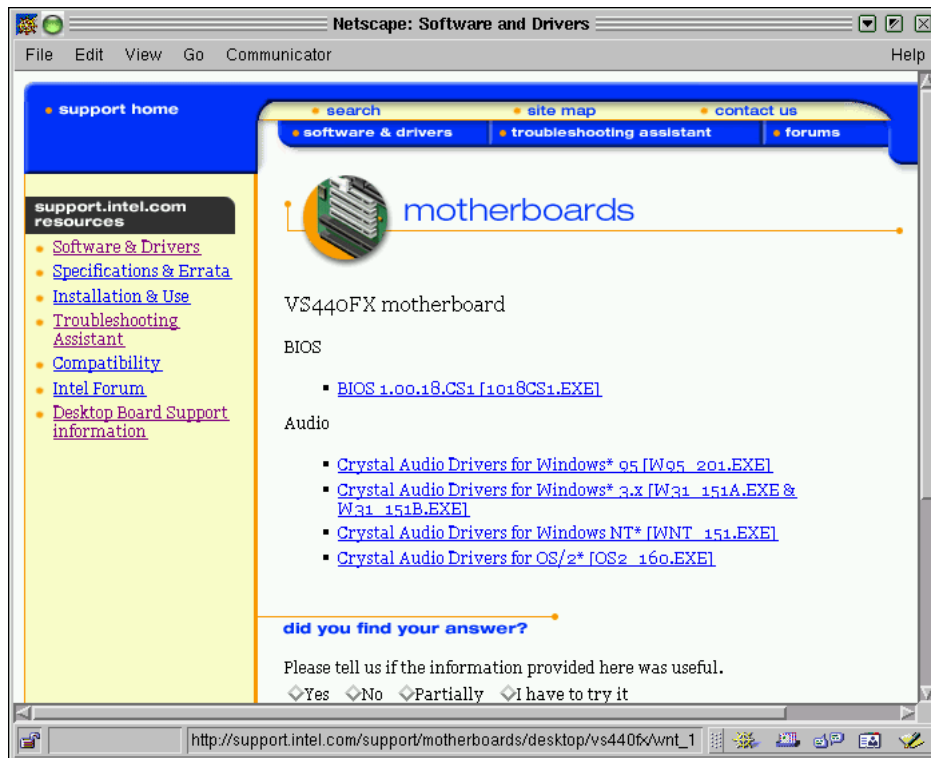 Netscape: Software and Drivers
File Edit View Go Communicator Help
support home
search site map contact us
software & drivers troubleshooting assistant forums
support.intel.com
resources
Software & Drivers
Specifications & Errata
Installation & Use
Troubleshooting
Assistant
Compatibility
Intel Forum
Desktop Board Support
information
motherboards
VS440FX motherboard
BIOS
BIOS 1.00.18.CS1 [1018CS1.EXE]
Audio
Crystal Audio Drivers for Windows* 95 [W95_201.EXE]
Crystal Audio Drivers for Windows* 3.x [W31_151A.EXE &
W31_151B.EXE]
Crystal Audio Drivers for Windows NT* [WNT_151.EXE]
Crystal Audio Drivers for OS/2* [OS2_160.EXE]
did you find your answer?
Please tell us if the information provided here was useful.
Yes No Partially I have to try it
http://support.intel.com/support/motherboards/desktop/vs440fx/wnt_1